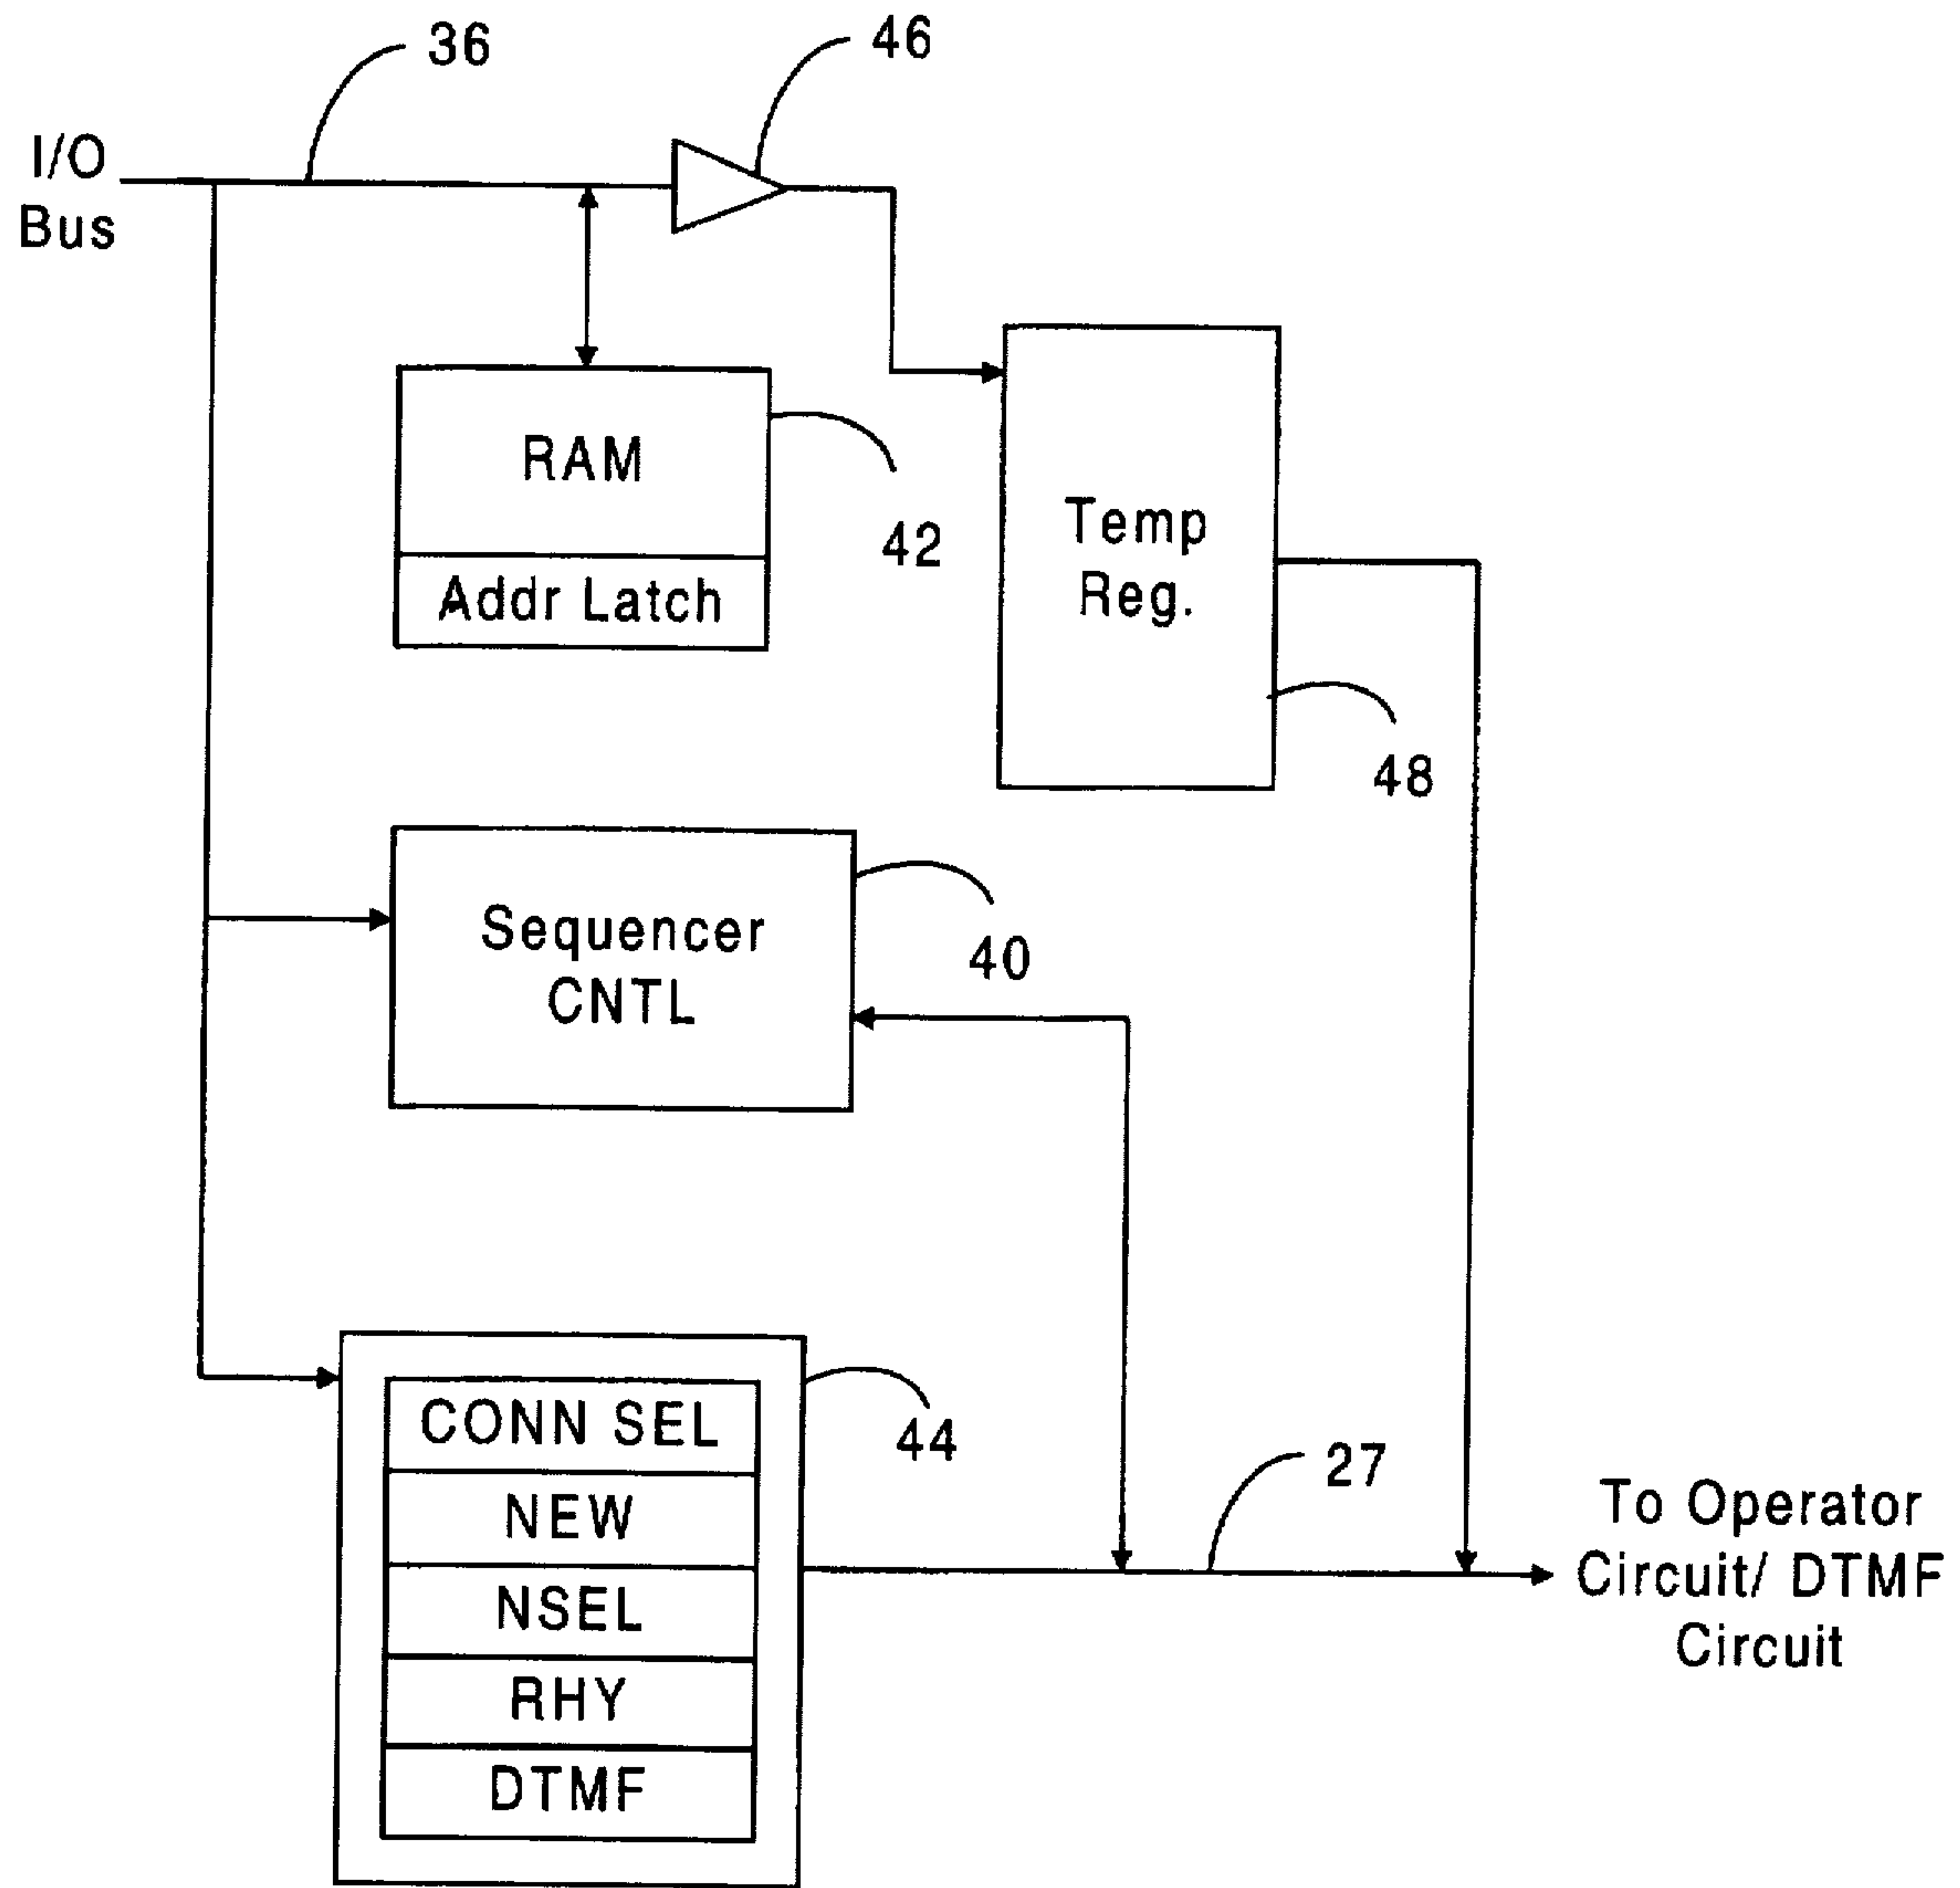 36
46
I/O
Bus
RAM
42
Addr Latch
Temp
Reg.
48
Sequencer
CNTL
40
CONN SEL
44
NEW
NSEL
RHY
DTMF
27
To Operator
Circuit/ DTMF
Circuit